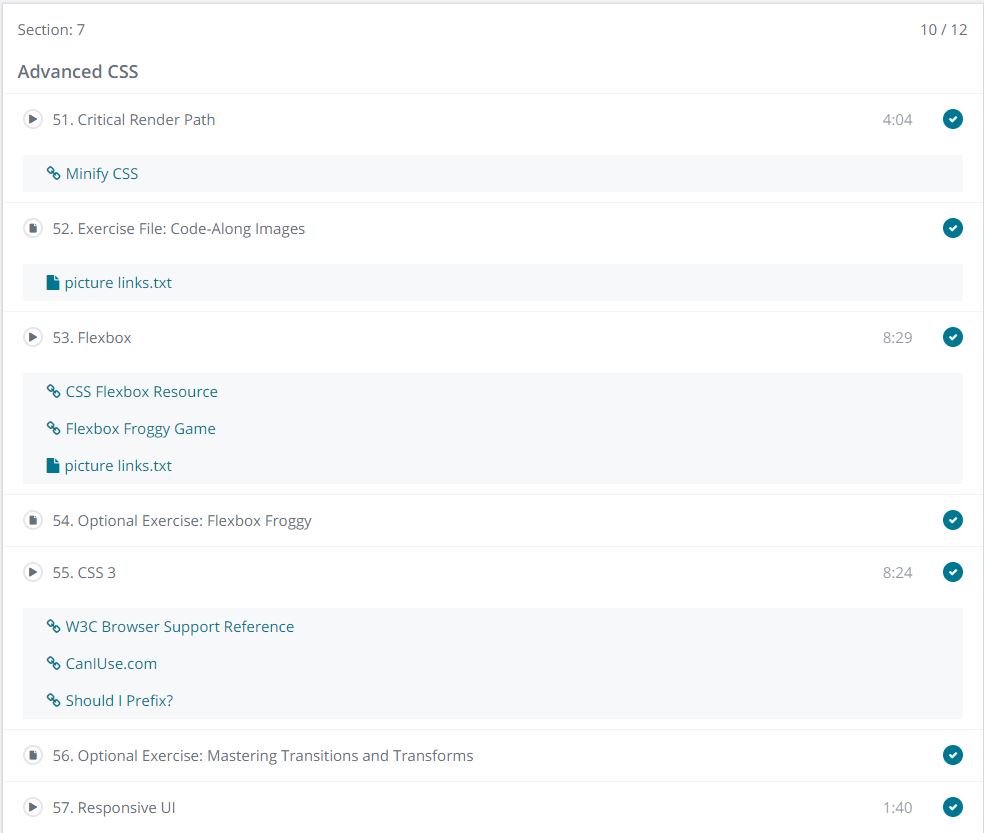 Section: 7 10 / 12
Advanced CSS
51. Critical Render Path 4:04
Minify CSS
52. Exercise File: Code-Along Images
picture links.txt
53. Flexbox 8:29
CSS Flexbox Resource
Flexbox Froggy Game
picture links.txt
54. Optional Exercise: Flexbox Froggy
55. CSS 3 8:24
W3C Browser Support Reference
CanIUse.com
Should I Prefix?
56. Optional Exercise: Mastering Transitions and Transforms
57. Responsive UI 1:40